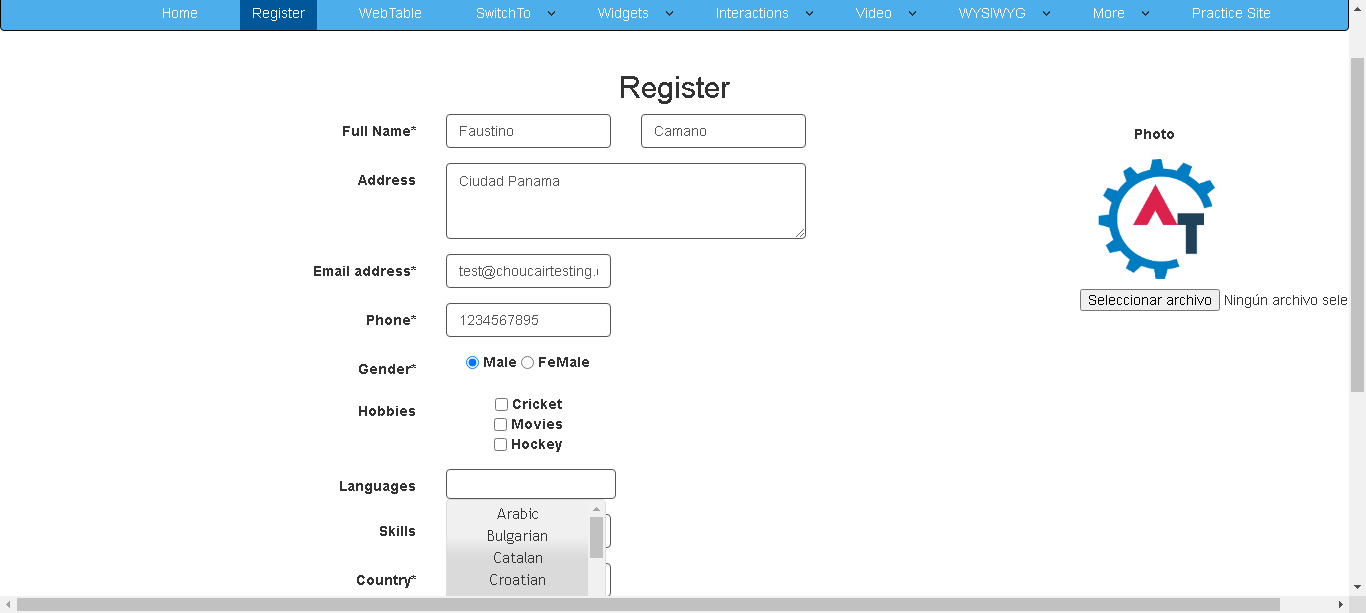 Home Register WebTable SwitchTo Widgets Interactions Video WYSIWYG More Practice Site
Register
Full Name* Faustino Camano
Photo
Address Ciudad Panama
AT
Email address* test@choucairtesting.
Seleccionar archivo Ningún archivo sele
Phone* 1234567895
Gender* Male FeMale
Hobbies Cricket
Movies
Hockey
Languages
Arabic
Skills
Bulgarian
Catalan
Country* Croatian